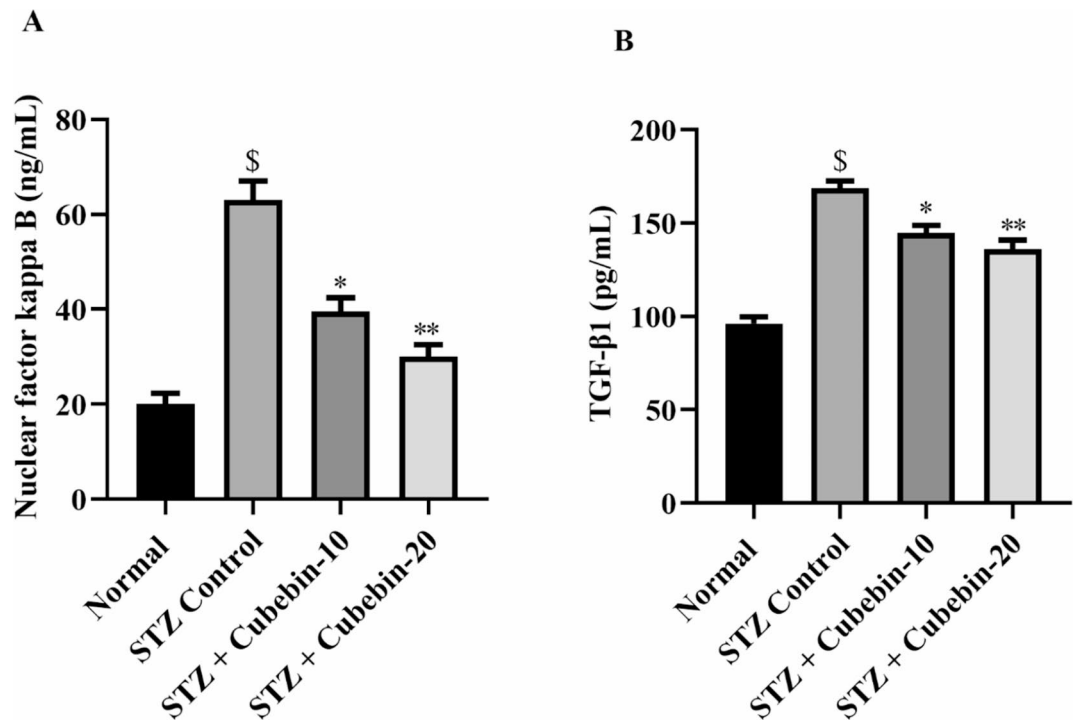 A
Nuclear factor kappa B (ng/mL)
80
60
40
20
0
$
*
**
Normal
STZ Control
STZ + Cubebin-10
STZ + Cubebin-20
B
TGF-β1 (pg/mL)
200
150
100
50
0
$
*
**
Normal
STZ Control
STZ + Cubebin-10
STZ + Cubebin-20